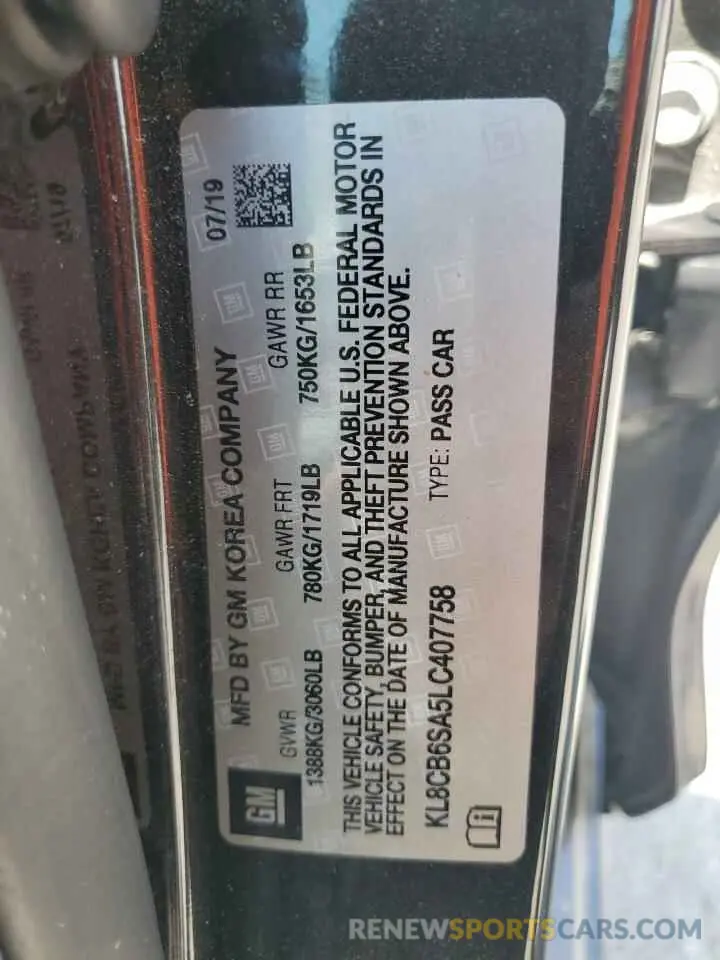 MFD BY GM KOREA COMPANY 07/19
GM
GVWR GAWR FRT GAWR RR
1388KG/3060LB 780KG/1719LB 750KG/1653LB
THIS VEHICLE CONFORMS TO ALL APPLICABLE U.S. FEDERAL MOTOR
VEHICLE SAFETY, BUMPER, AND THEFT PREVENTION STANDARDS IN
EFFECT ON THE DATE OF MANUFACTURE SHOWN ABOVE.
KL8CB6SA5LC407758 TYPE: PASS CAR
RENEWSPORTSCARS.COM